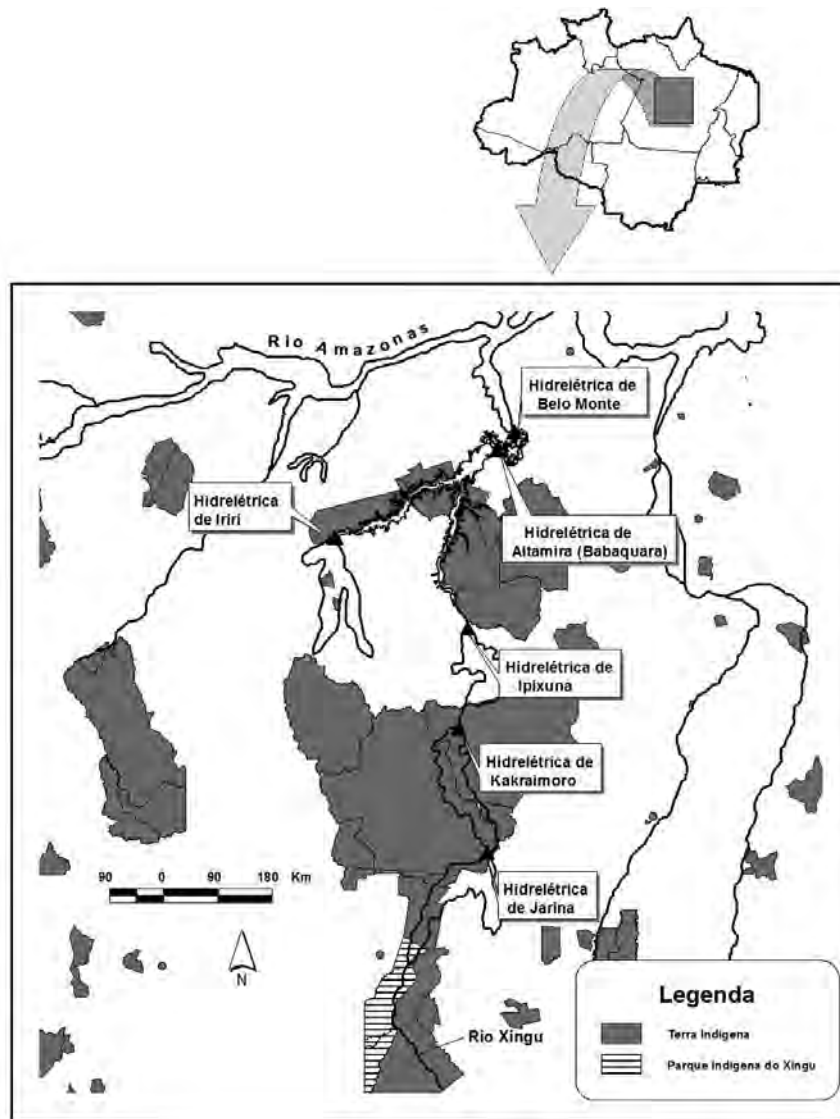 Rio Amazonas
Hidrelétrica de
Belo Monte
Hidrelétrica
de Iriri
Hidrelétrica de
Altamira (Babaquara)
Hidrelétrica de
Ipixuna
Hidrelétrica de
Kakraimoro
90 0 90 180 Km
Hidrelétrica
de Jarina
N
Rio Xingu
Legenda
Terra Indígena
Parque Indígena do Xingu